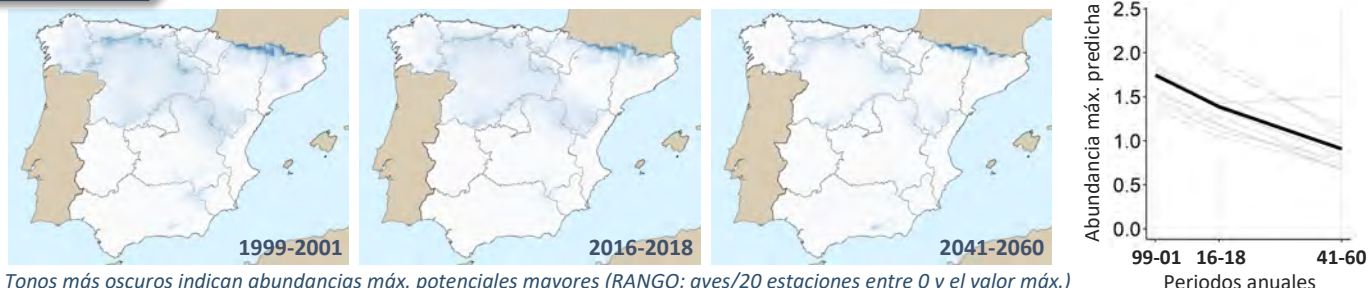 1999-2001
2016-2018
2041-2060
Tonos más oscuros indican abundancias máx. potenciales mayores (RANGO: aves/20 estaciones entre 0 y el valor máx.)
Abundancia máx. predicha
2.5
2.0
1.5
1.0
0.5
0.0
99-01 16-18 41-60
Periodos anuales